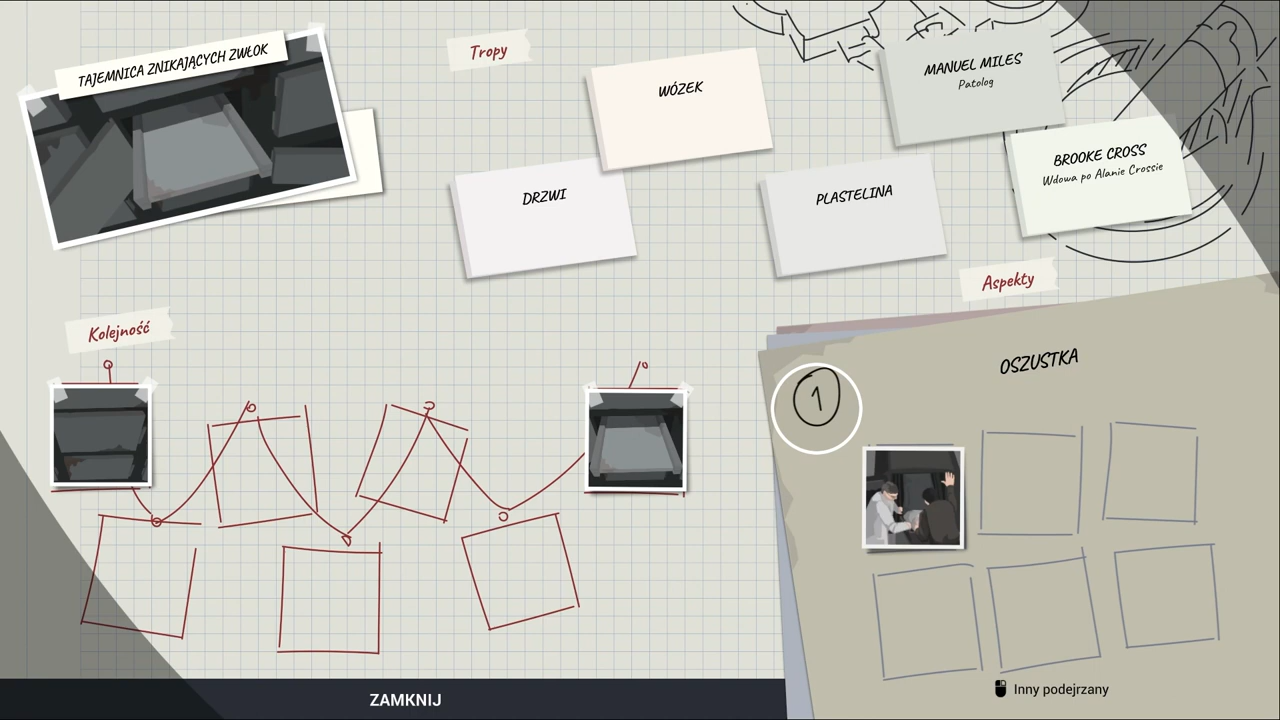 TAJEMNICA ZNIKAJĄCYCH ZWŁOK
Tropy
WÓZEK
MANUEL MILES
Patolog
BROOKE CROSS
Wdowa po Alanie Crossie
DRZWI
PLASTELINA
Aspekty
Kolejność
OSZUSTKA
1
Inny podejrzany
ZAMKNIJ